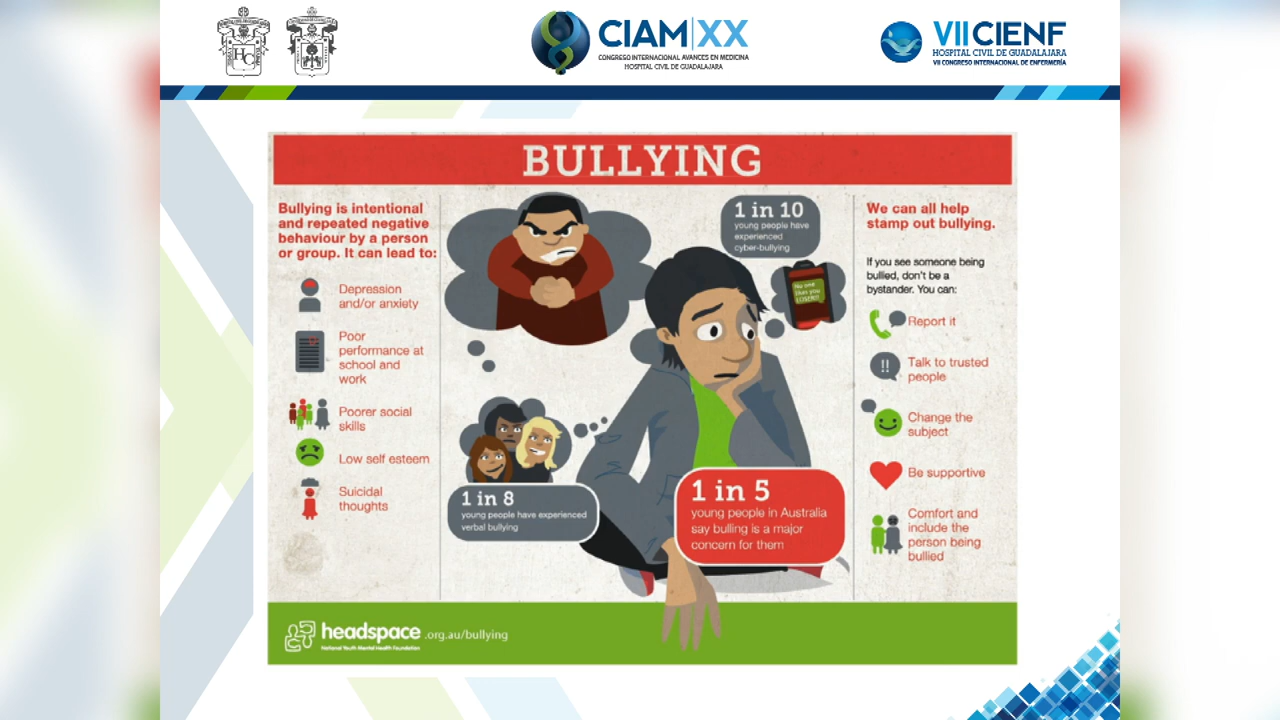 CIAM|XX
CONGRESO INTERNACIONAL AVANCES EN MEDICINA
HOSPITAL CIVIL DE GUADALAJARA
VII CIENF
HOSPITAL CIVIL DE GUADALAJARA
VII CONGRESO INTERNACIONAL DE ENFERMERÍA
BULLYING
Bullying is intentional
and repeated negative
behaviour by a person
or group. It can lead to:
Depression
and/or anxiety
Poor
performance at
school and
work
Poorer social
skills
Low self esteem
Suicidal
thoughts
1 in 10
young people have
experienced
cyber-bullying
No one
likes you
LOSER!!!
1 in 8
young people have experienced
verbal bullying
1 in 5
young people in Australia
say bulling is a major
concern for them
We can all help
stamp out bullying.
If you see someone being
bullied, don't be a
bystander. You can:
Report it
!!
Talk to trusted
people
Change the
subject
Be supportive
Comfort and
include the
person being
bullied
headspace .org.au/bullying
National Youth Mental Health Foundation